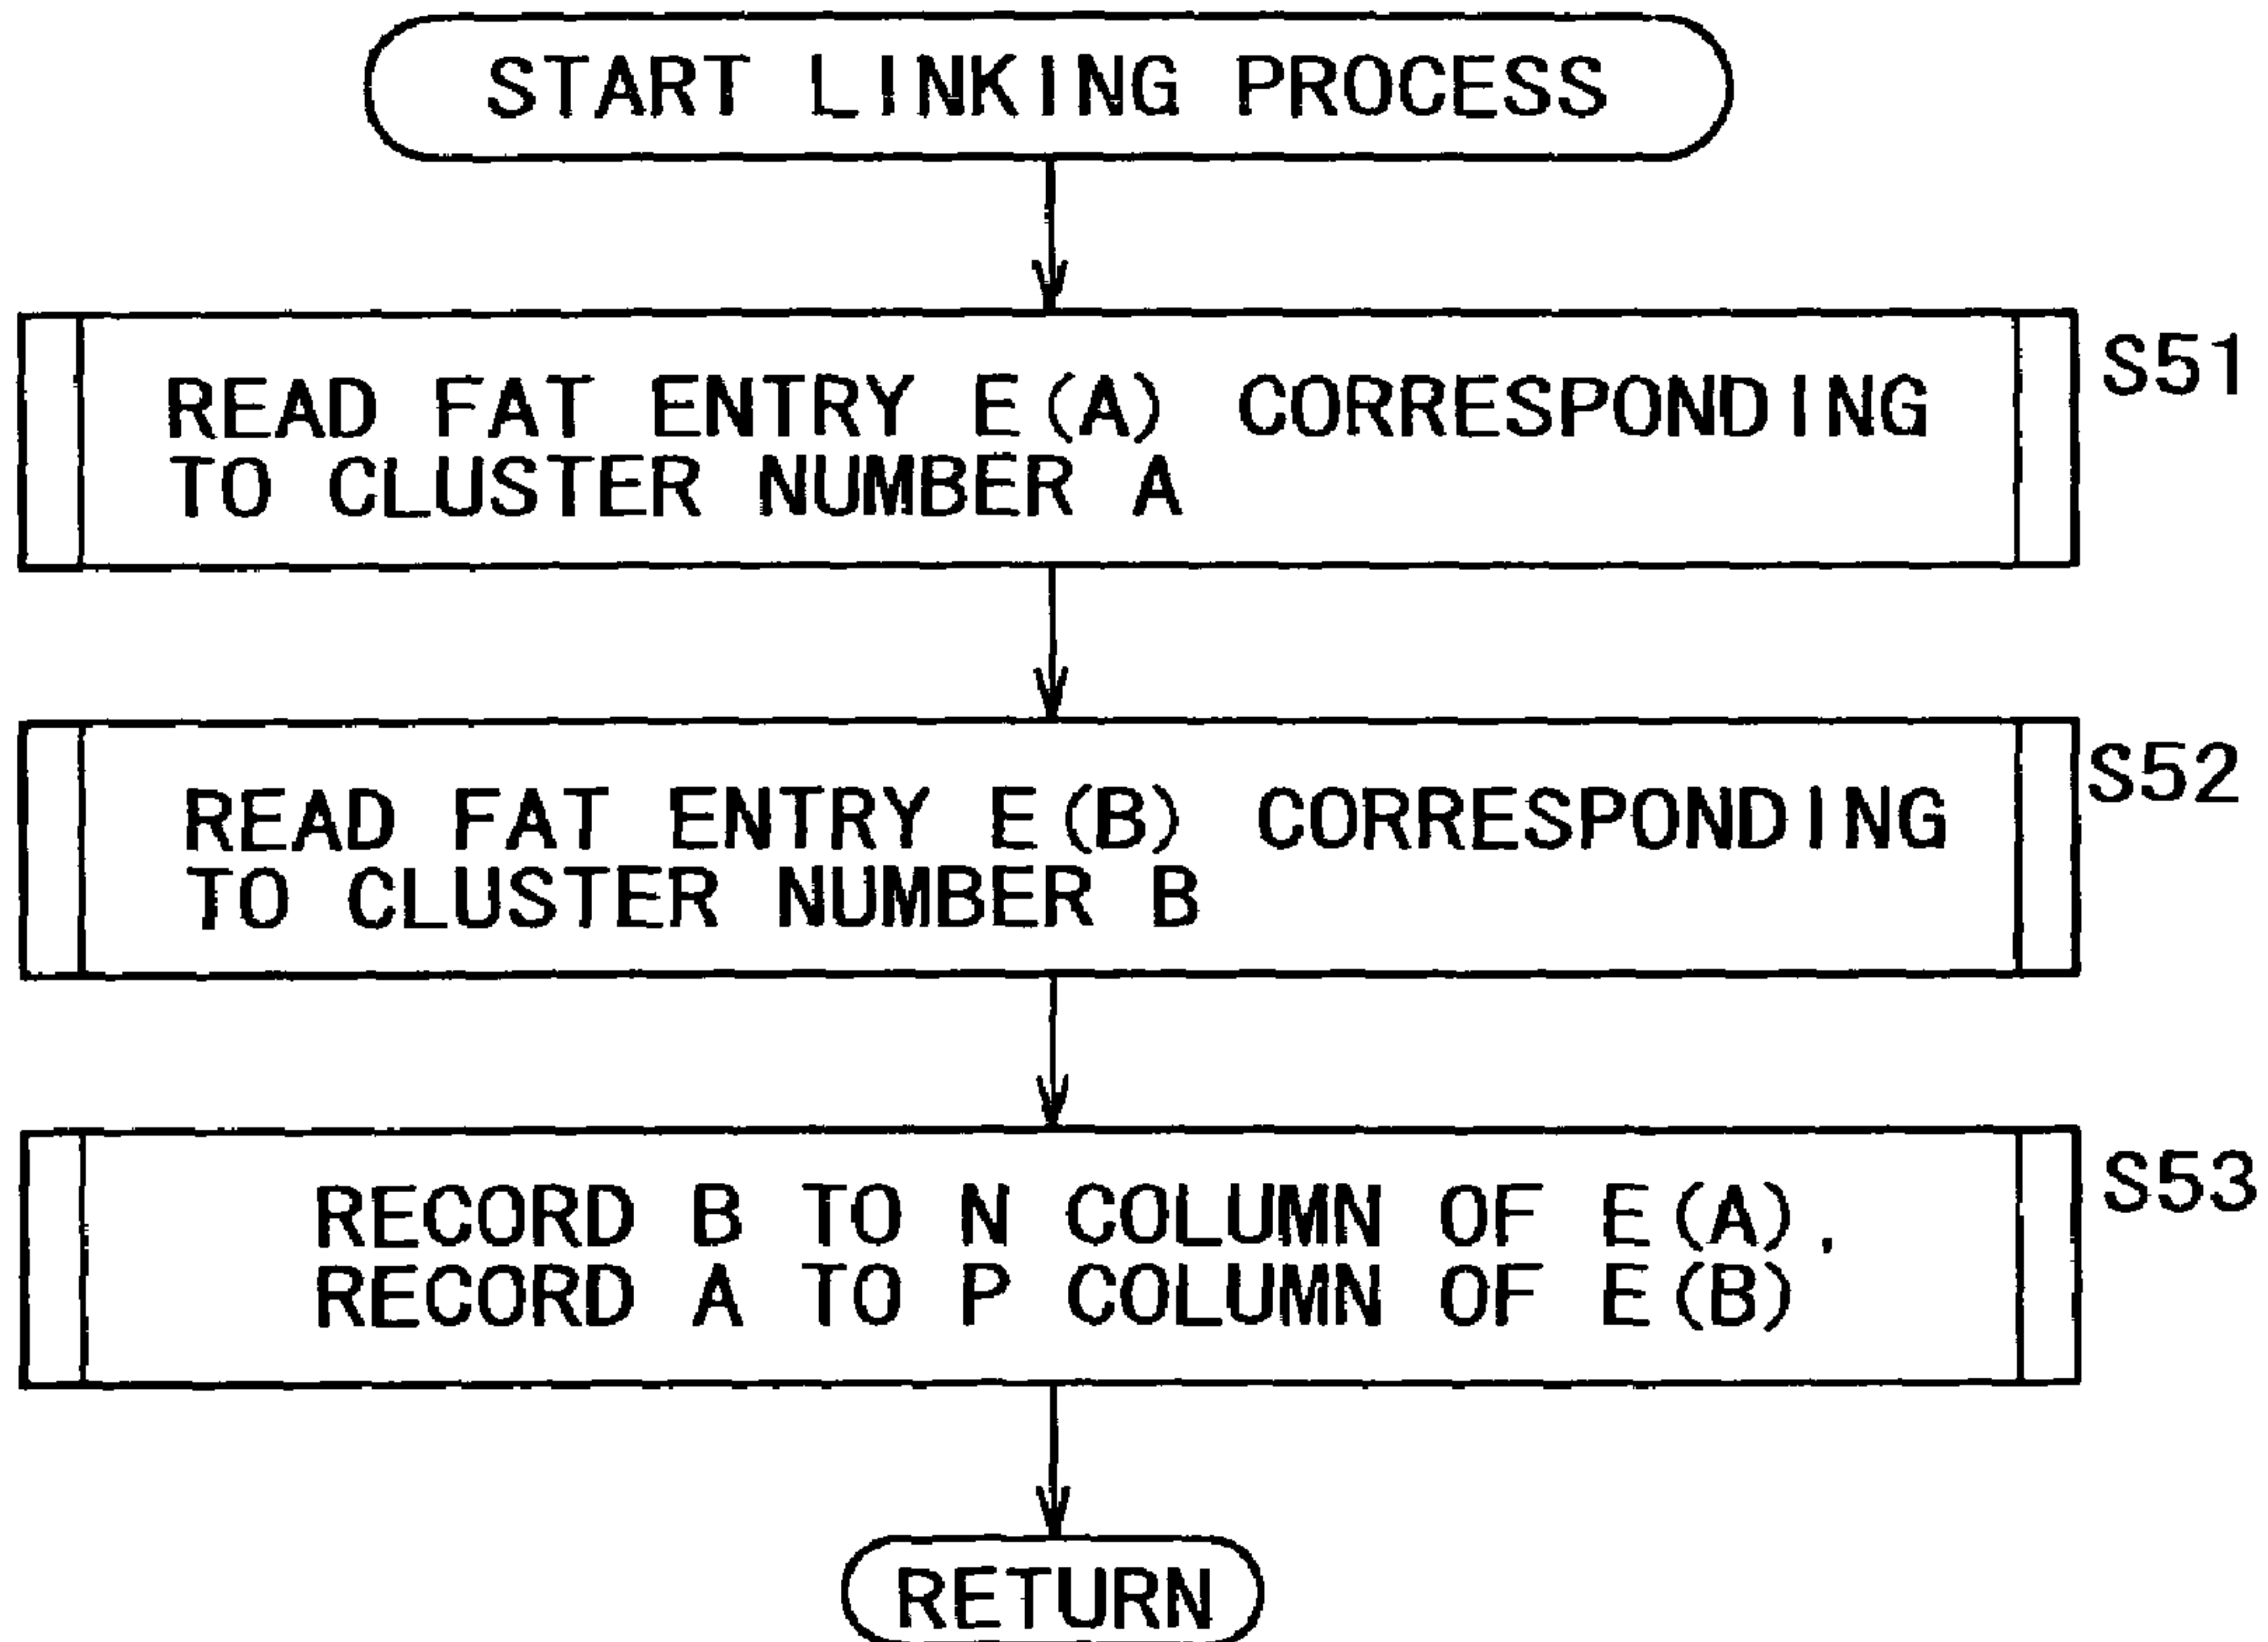 START LINKING PROCESS
READ FAT ENTRY E(A) CORRESPONDING
TO CLUSTER NUMBER A
S51
READ FAT ENTRY E(B) CORRESPONDING
TO CLUSTER NUMBER B
S52
RECORD B TO N COLUMN OF E(A),
RECORD A TO P COLUMN OF E(B)
S53
RETURN